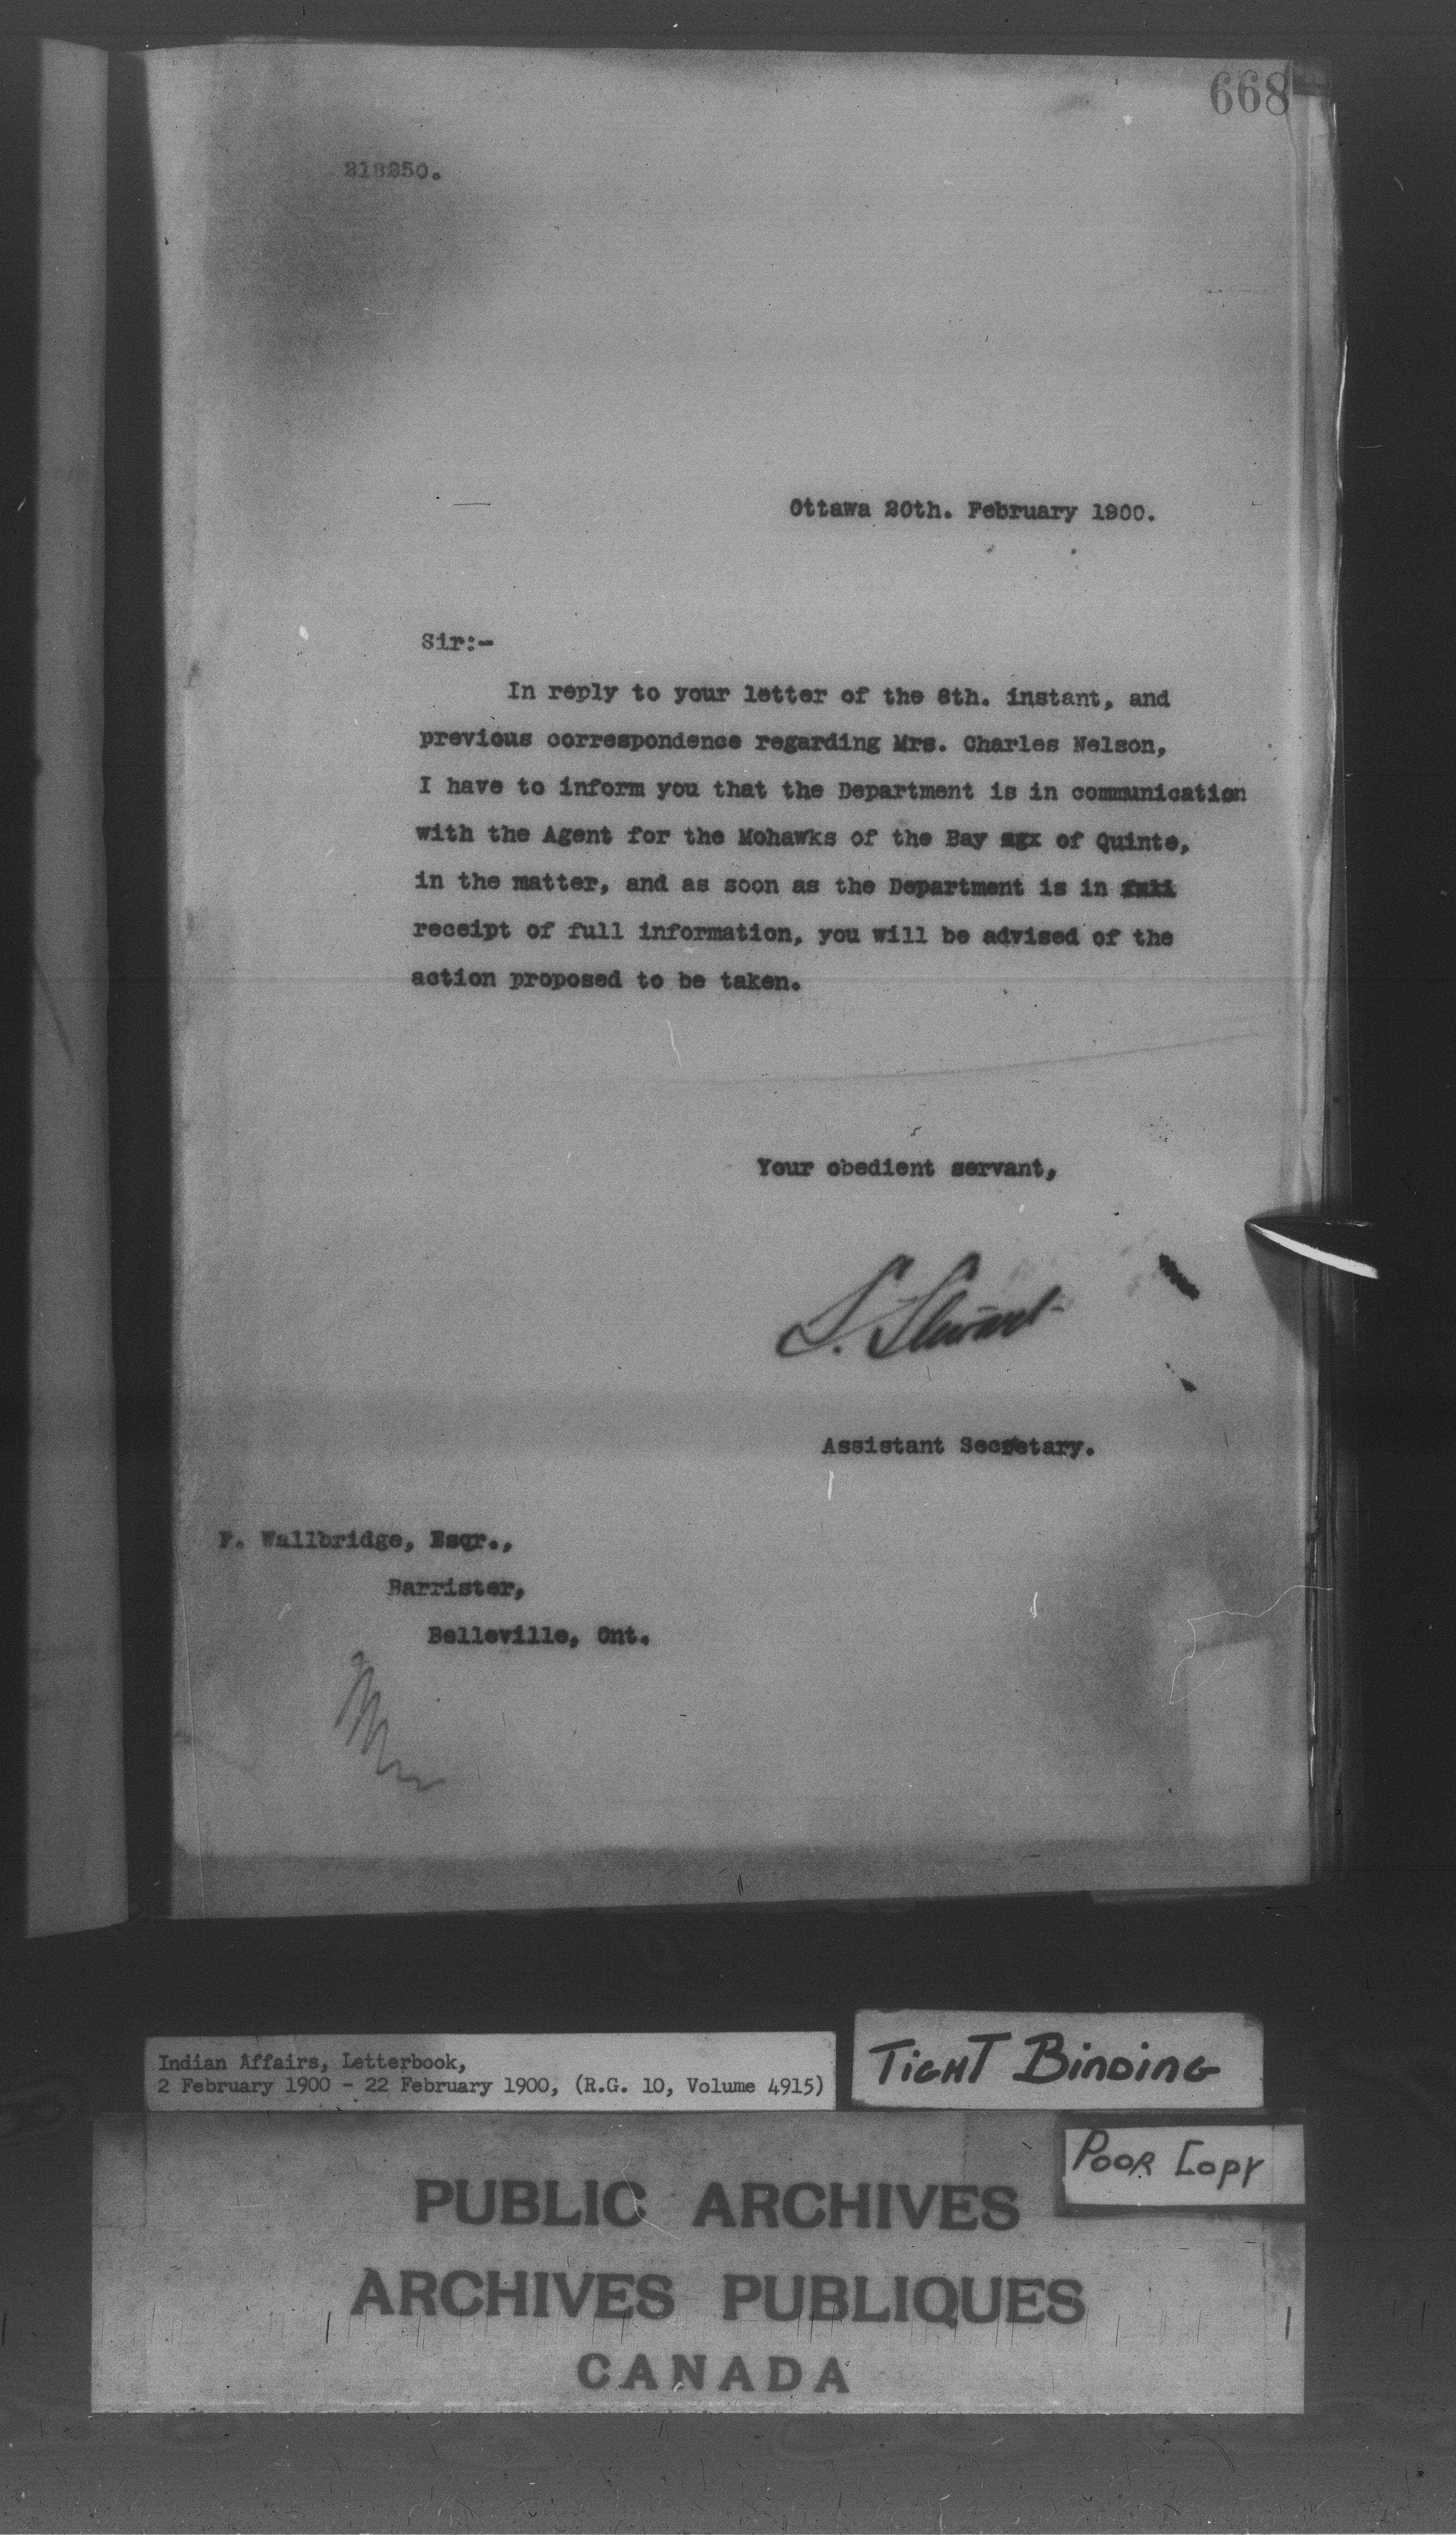 668
218250.
Ottawa 20th. February 1900.
Sir:-
In reply to your letter of the 8th. instant, and
previous correspondence regarding Mrs. Charles Nelson,
I have to inform you that the Department is in communication
with the Agent for the Mohawks of the Bay agx of Quinte,
in the matter, and as soon as the Department is in full
receipt of full information, you will be advised of the
action proposed to be taken.
Your obedient servant,
S. Stewart
Assistant Secretary.
F. Wallbridge, Esqr.,
Barrister,
Belleville, Ont.
Indian Affairs, Letterbook,
2 February 1900 - 22 February 1900, (R.G. 10, Volume 4915)
TIGHT BINDING
POOR COPY
PUBLIC ARCHIVES
ARCHIVES PUBLIQUES
CANADA